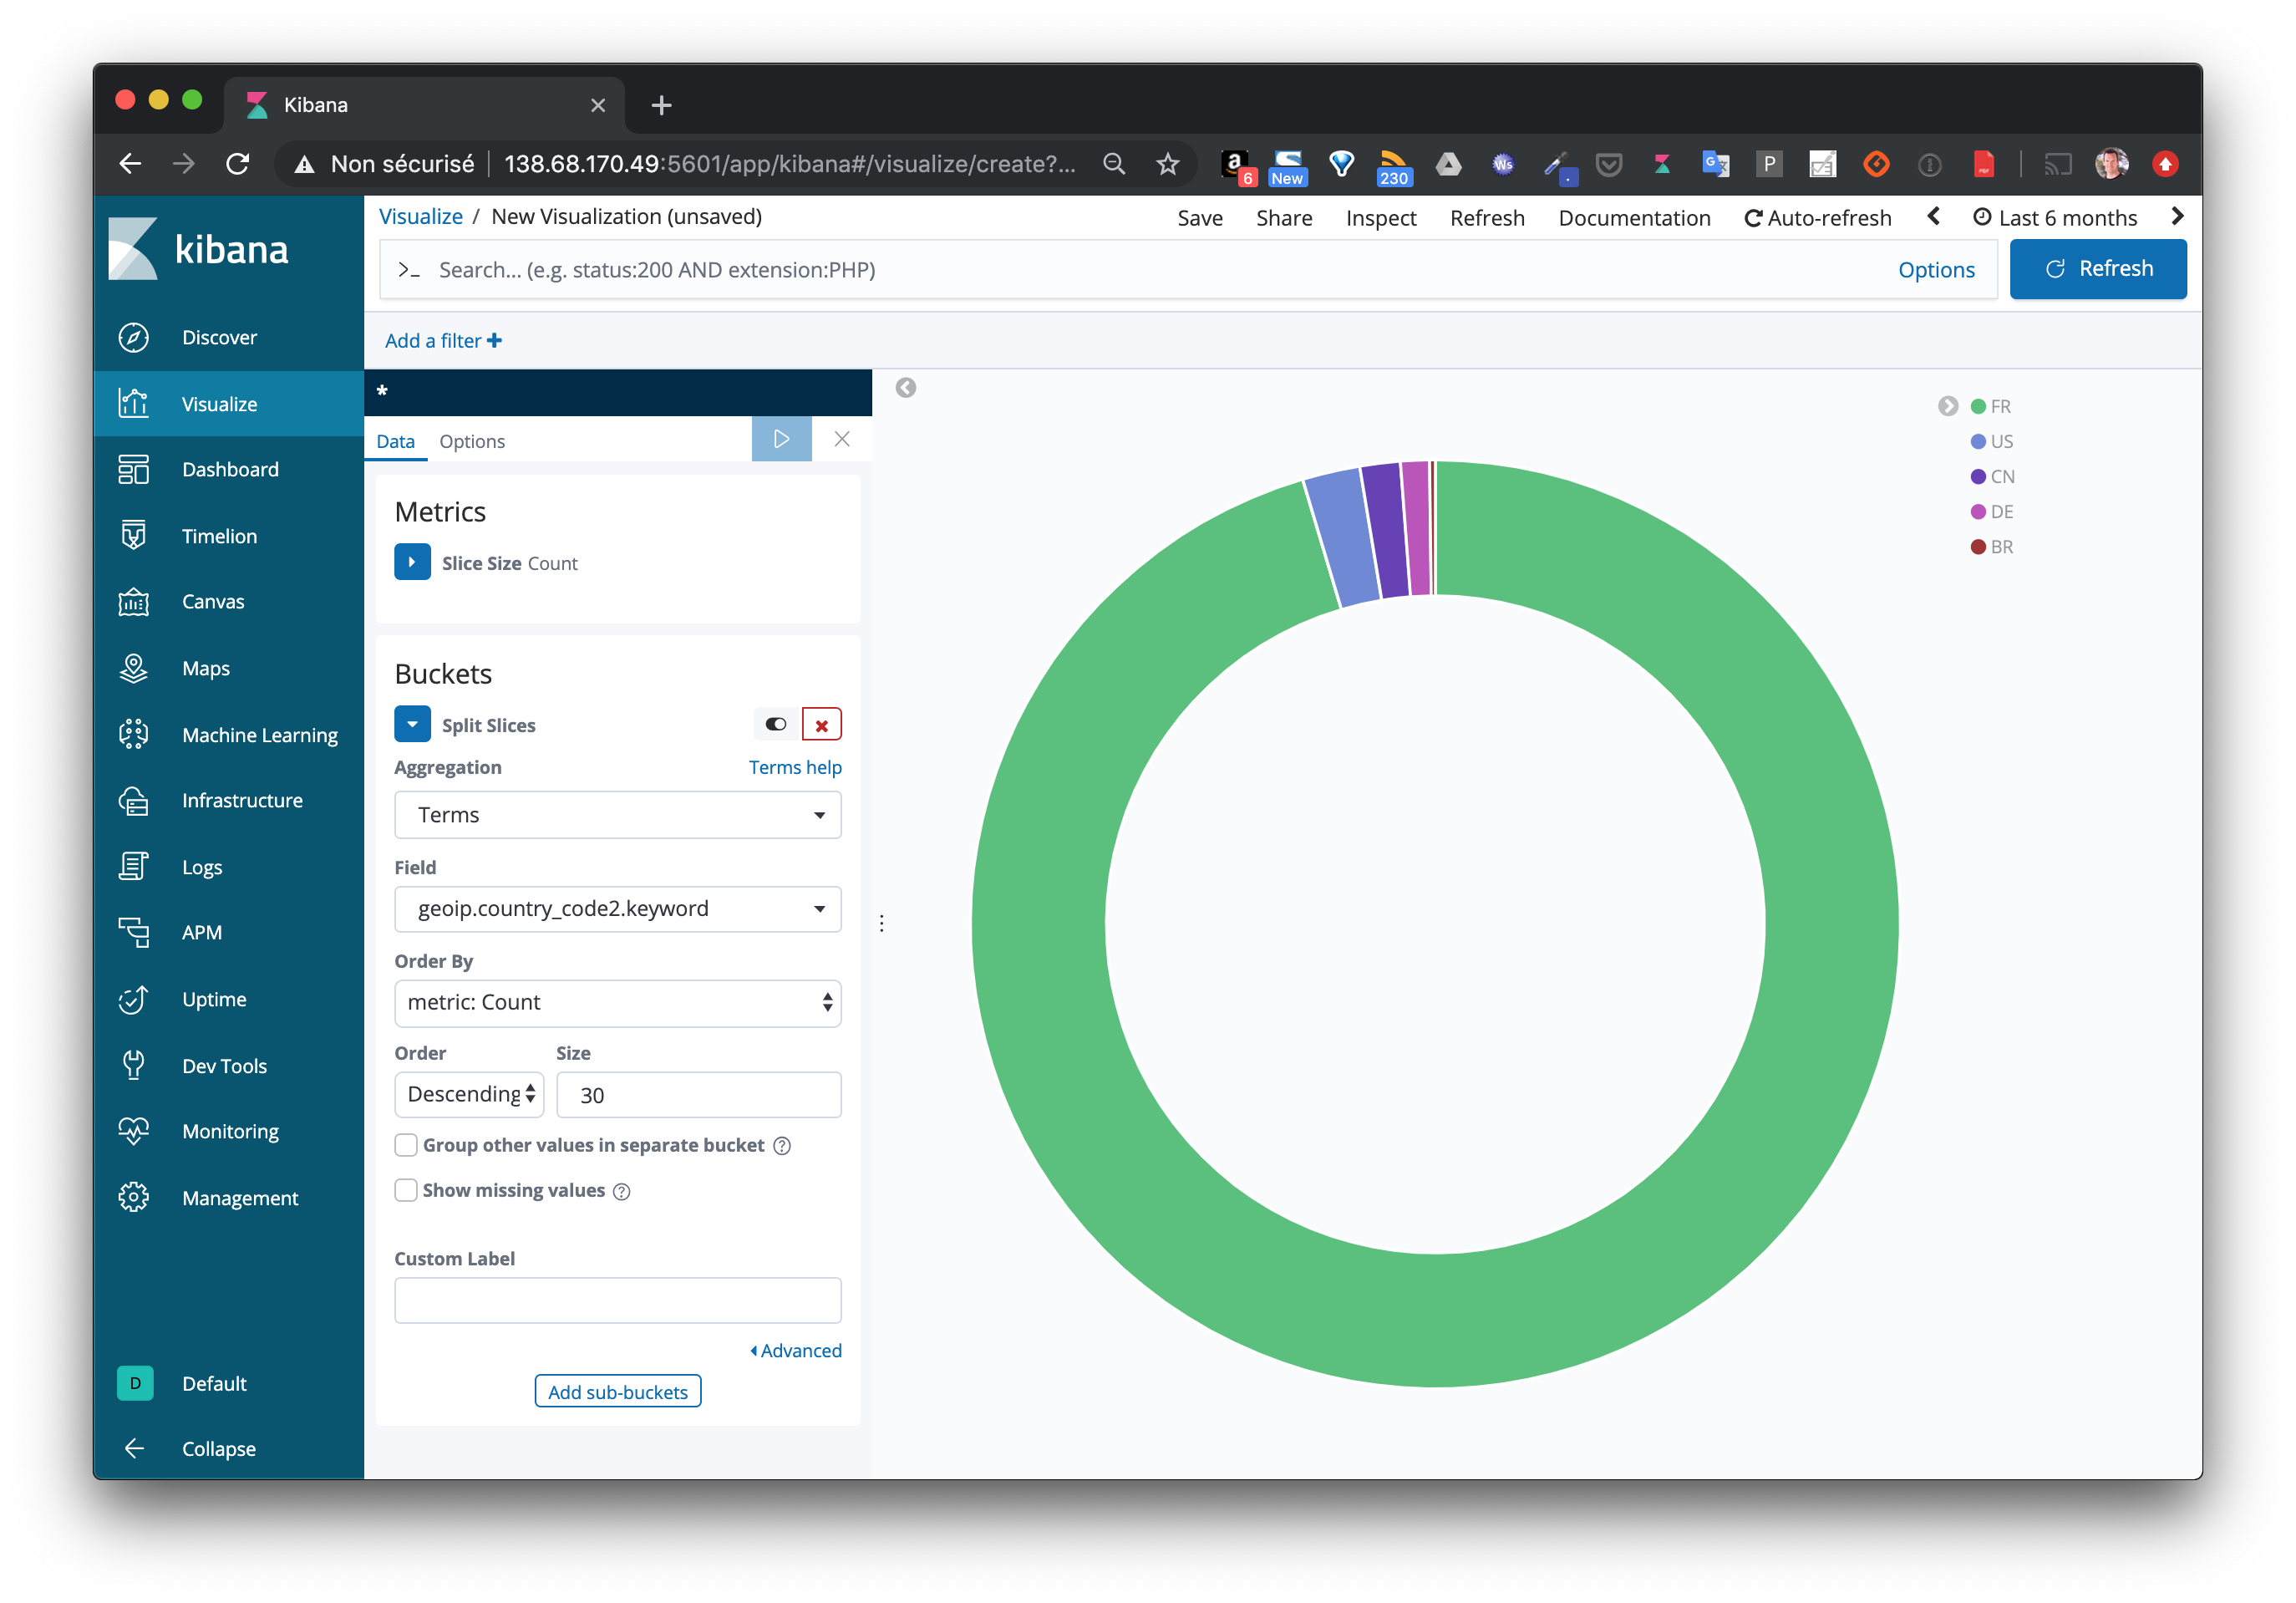 Kibana
Non sécurisé 138.68.170.49:5601/app/kibana#/visualize/create?...
a 6 New 230 Ws G P
kibana
Visualize / New Visualization (unsaved)
Save Share Inspect Refresh Documentation Auto-refresh Last 6 months
>_ Search... (e.g. status:200 AND extension:PHP) Options Refresh
Add a filter +
Discover
Visualize
Dashboard
Timelion
Canvas
Maps
Machine Learning
Infrastructure
Logs
APM
Uptime
Dev Tools
Monitoring
Management
D Default
Collapse
*
Data Options
Metrics
Slice Size Count
Buckets
Split Slices
Aggregation Terms help
Terms
Field
geoip.country_code2.keyword
Order By
metric: Count
Order Size
Descending 30
Group other values in separate bucket ?
Show missing values ?
Custom Label
Advanced
Add sub-buckets
FR
US
CN
DE
BR